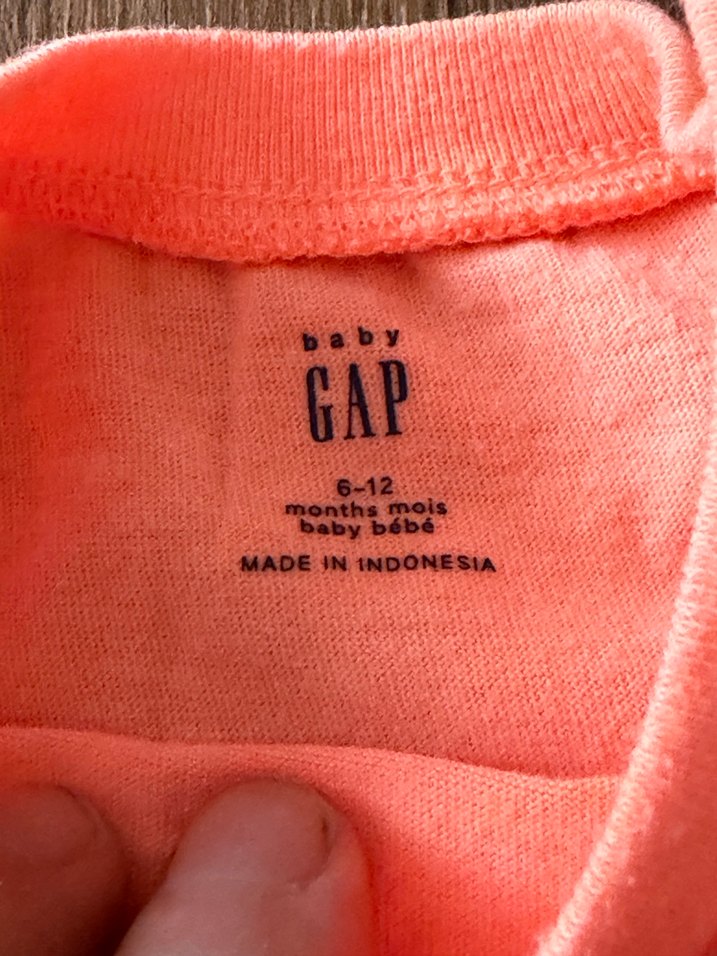 baby
GAP
6-12
months mois
baby bébé
MADE IN INDONESIA